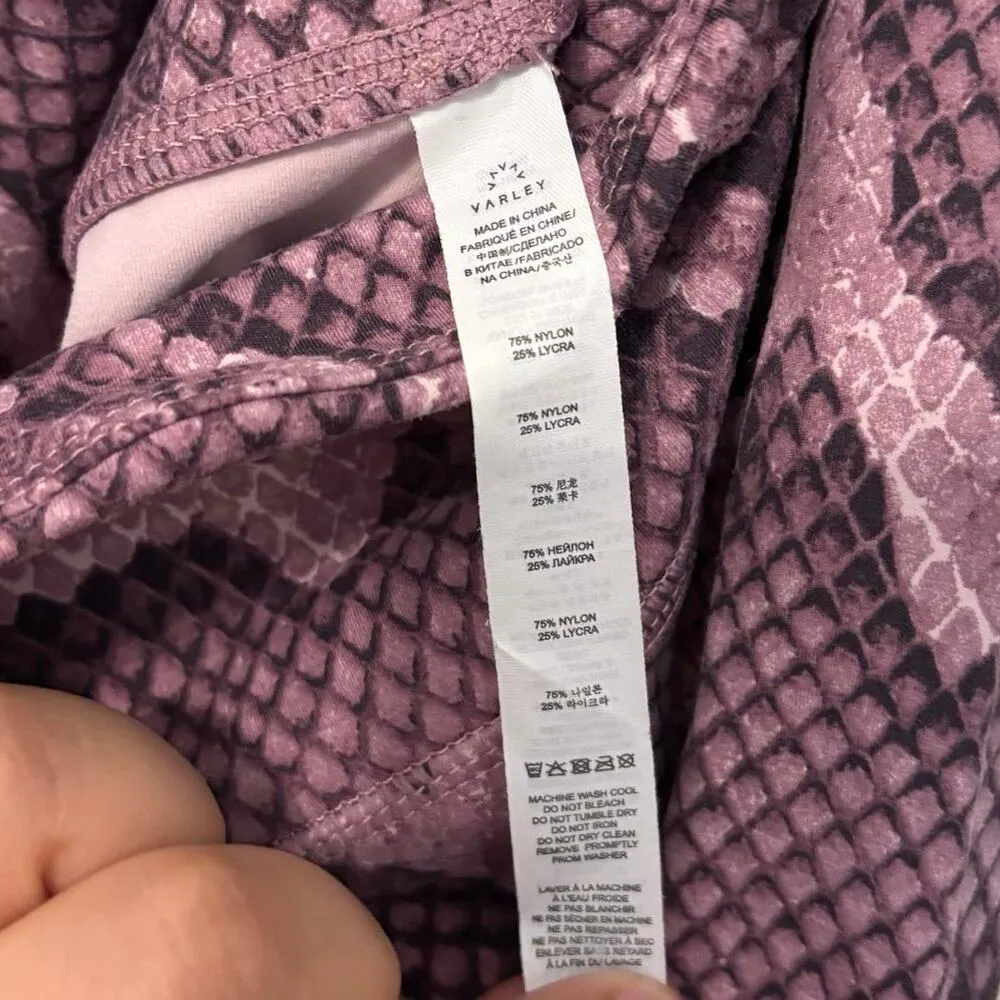 VARLEY
MADE IN CHINA
FABRIQUÉ EN CHINE/
中国制/СДЕЛАНО
В КИТАЕ/FABRICADO
NA CHINA/중국산
75% NYLON
25% LYCRA
75% NYLON
25% LYCRA
75% 尼龙
25% 莱卡
75% НЕЙЛОН
25% ЛАЙКРА
75% NYLON
25% LYCRA
75% 나일론
25% 라이크라
MACHINE WASH COOL
DO NOT BLEACH
DO NOT TUMBLE DRY
DO NOT IRON
DO NOT DRY CLEAN
REMOVE PROMPTLY
FROM WASHER
LAVER À LA MACHINE
À L'EAU FROIDE
NE PAS BLANCHIR
NE PAS SÉCHER EN MACHINE
NE PAS REPASSER
NE PAS NETTOYER À SEC
ENLEVER SANS RETARD
À LA FIN DU LAVAGE